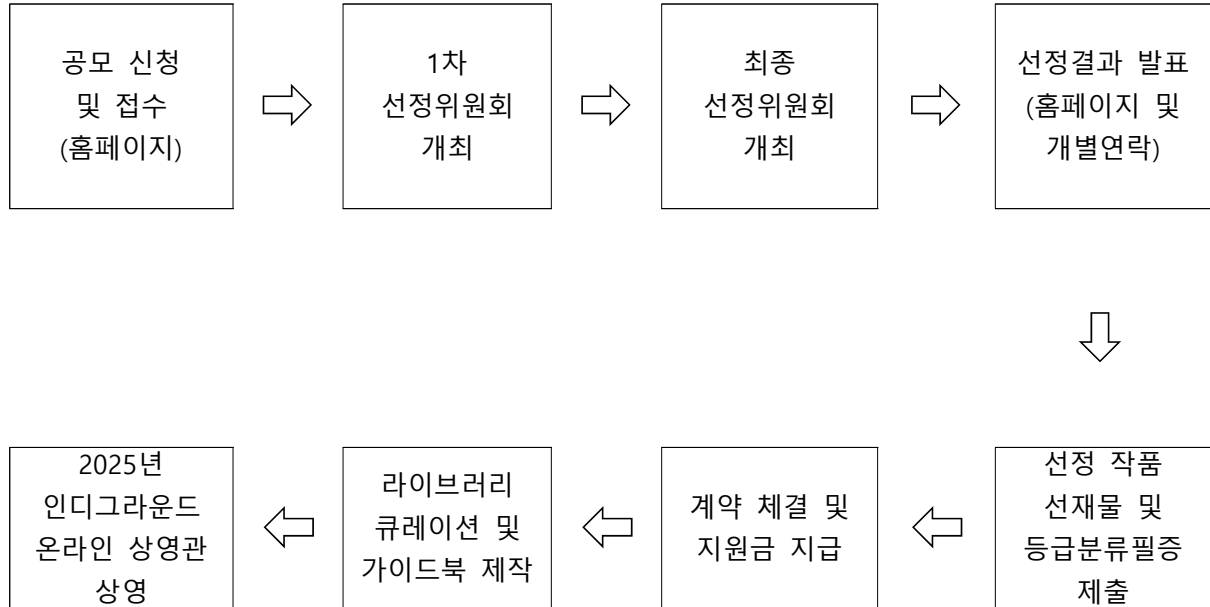 공모 신청
및 접수
(홈페이지)
1차
선정위원회
개최
최종
선정위원회
개최
선정결과 발표
(홈페이지 및
개별연락)
선정 작품
선재물 및
등급분류필증
제출
계약 체결 및
지원금 지급
라이브러리
큐레이션 및
가이드북 제작
2025년
인디그라운드
온라인 상영관
상영